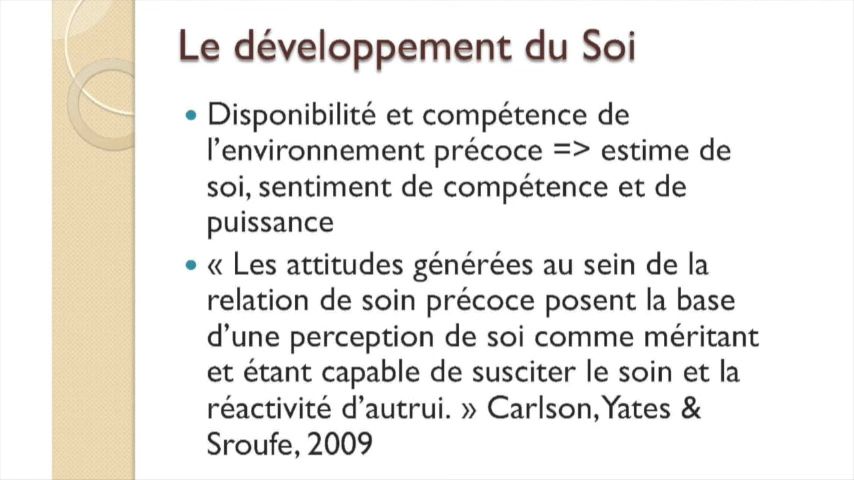 Le développement du Soi
• Disponibilité et compétence de
l’environnement précoce => estime de
soi, sentiment de compétence et de
puissance
• « Les attitudes générées au sein de la
relation de soin précoce posent la base
d’une perception de soi comme méritant
et étant capable de susciter le soin et la
réactivité d’autrui. » Carlson, Yates &
Sroufe, 2009